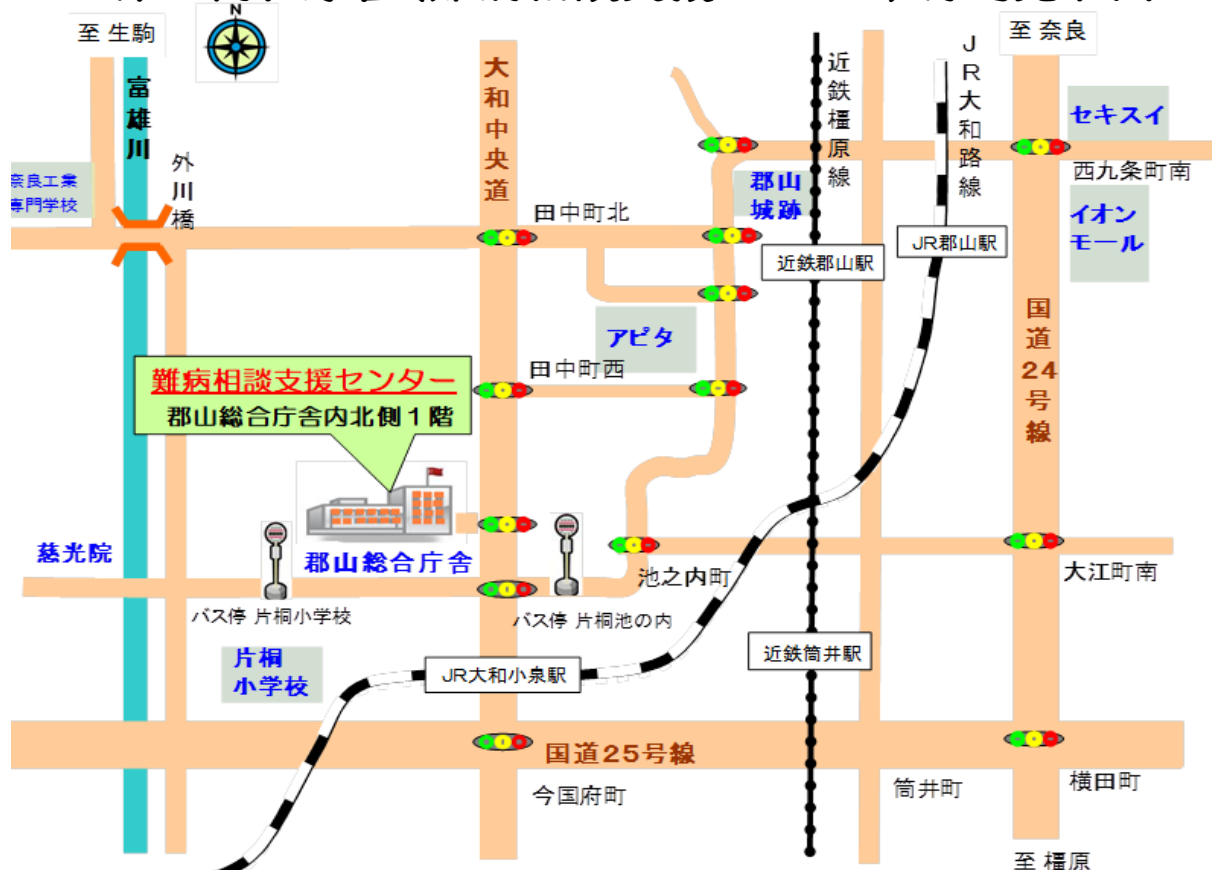 至 生駒
N
至 奈良
富雄川
大和中央道
近鉄橿原線
JR大和路線
セキスイ
外川橋
奈良工業
専門学校
郡山
城跡
西九条町南
田中町北
イオン
モール
近鉄郡山駅
JR郡山駅
国道24号線
アピタ
難病相談支援センター
郡山総合庁舎内北側1階
田中町西
慈光院
郡山総合庁舎
池之内町
大江町南
バス停 片桐小学校
バス停 片桐池の内
片桐
小学校
JR大和小泉駅
近鉄筒井駅
国道25号線
今国府町
筒井町
横田町
至 橿原